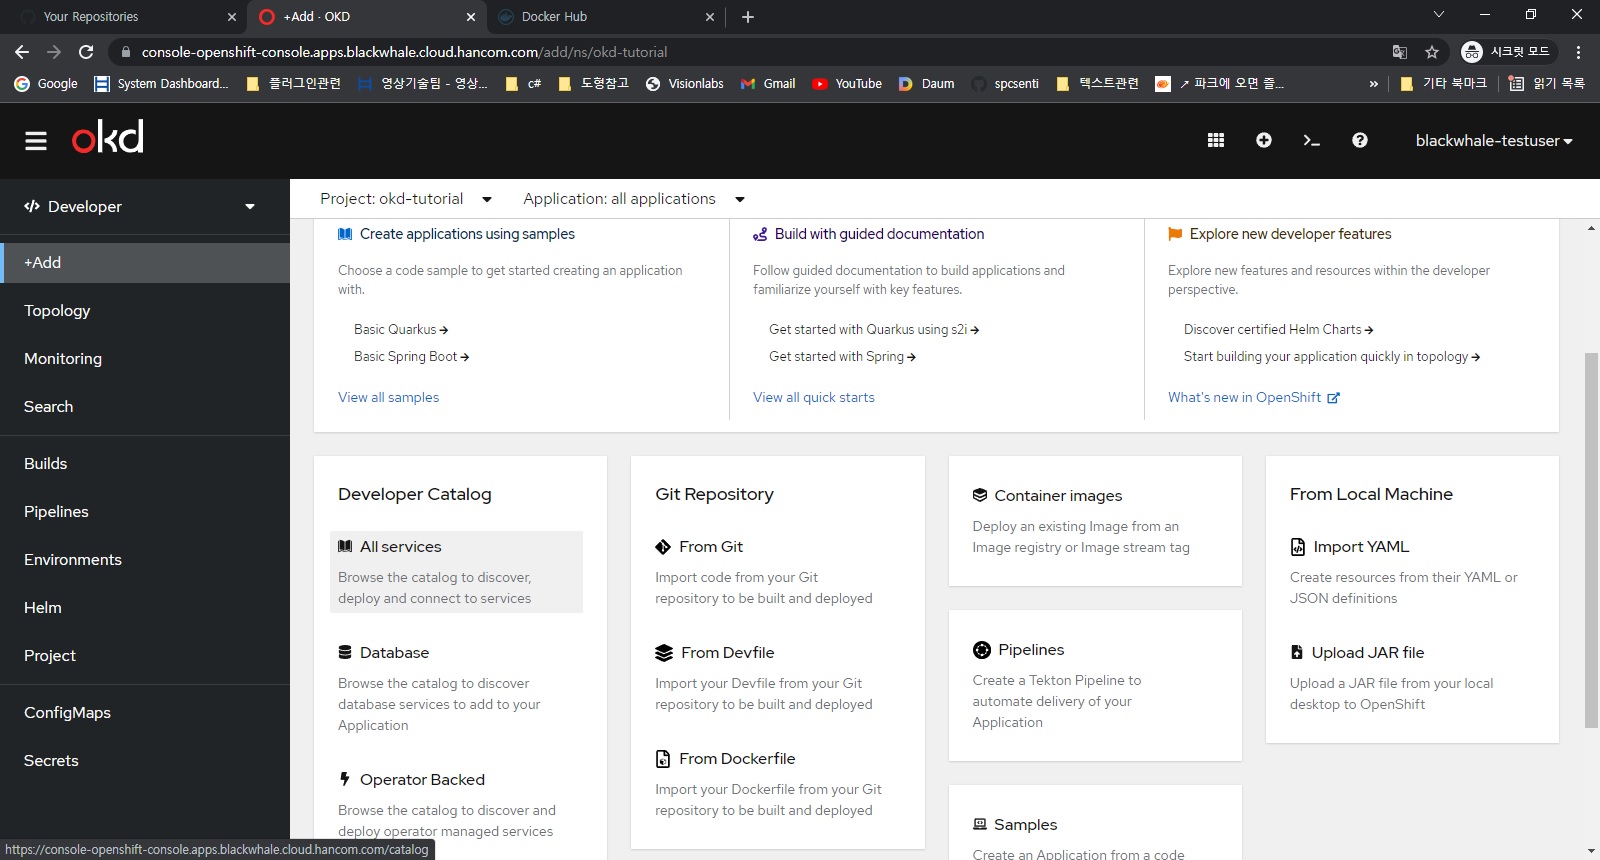 Your Repositories
+Add · OKD
Docker Hub
console-openshift-console.apps.blackwhale.cloud.hancom.com/add/ns/okd-tutorial
시크릿 모드
Google
System Dashboard...
플러그인관련
영상기술팀 - 영상...
c#
도형참고
Visionlabs
Gmail
YouTube
Daum
spcsenti
텍스트관련
↗ 파크에 오면 즐...
»
기타 북마크
읽기 목록
okd
blackwhale-testuser
Developer
+Add
Topology
Monitoring
Search
Builds
Pipelines
Environments
Helm
Project
ConfigMaps
Secrets
Project: okd-tutorial
Application: all applications
Create applications using samples
Choose a code sample to get started creating an application
with.
Basic Quarkus →
Basic Spring Boot →
View all samples
Build with guided documentation
Follow guided documentation to build applications and
familiarize yourself with key features.
Get started with Quarkus using s2i →
Get started with Spring →
View all quick starts
Explore new developer features
Explore new features and resources within the developer
perspective.
Discover certified Helm Charts →
Start building your application quickly in topology →
What's new in OpenShift
Developer Catalog
All services
Browse the catalog to discover,
deploy and connect to services
Database
Browse the catalog to discover
database services to add to your
Application
Operator Backed
Browse the catalog to discover and
deploy operator managed services
Git Repository
From Git
Import code from your Git
repository to be built and deployed
From Devfile
Import your Devfile from your Git
repository to be built and deployed
From Dockerfile
Import your Dockerfile from your Git
repository to be built and deployed
Container images
Deploy an existing Image from an
Image registry or Image stream tag
Pipelines
Create a Tekton Pipeline to
automate delivery of your
Application
Samples
Create an Application from a code
From Local Machine
Import YAML
Create resources from their YAML or
JSON definitions
Upload JAR file
Upload a JAR file from your local
desktop to OpenShift
https://console-openshift-console.apps.blackwhale.cloud.hancom.com/catalog